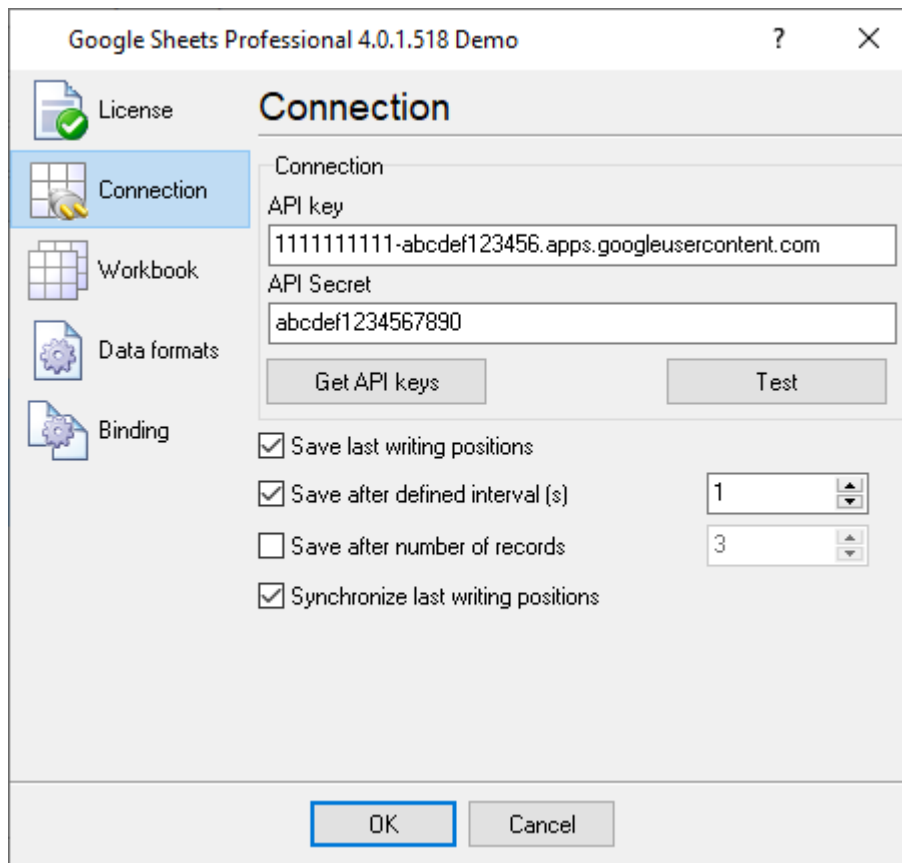 Google Sheets Professional 4.0.1.518 Demo ?
License
Connection
Workbook
Data formats
Binding
Connection
Connection
API key
1111111111-abcdef123456.apps.googleusercontent.com
API Secret
abcdef1234567890
Get API keys Test
Save last writing positions
Save after defined interval (s) 1
Save after number of records 3
Synchronize last writing positions
OK Cancel